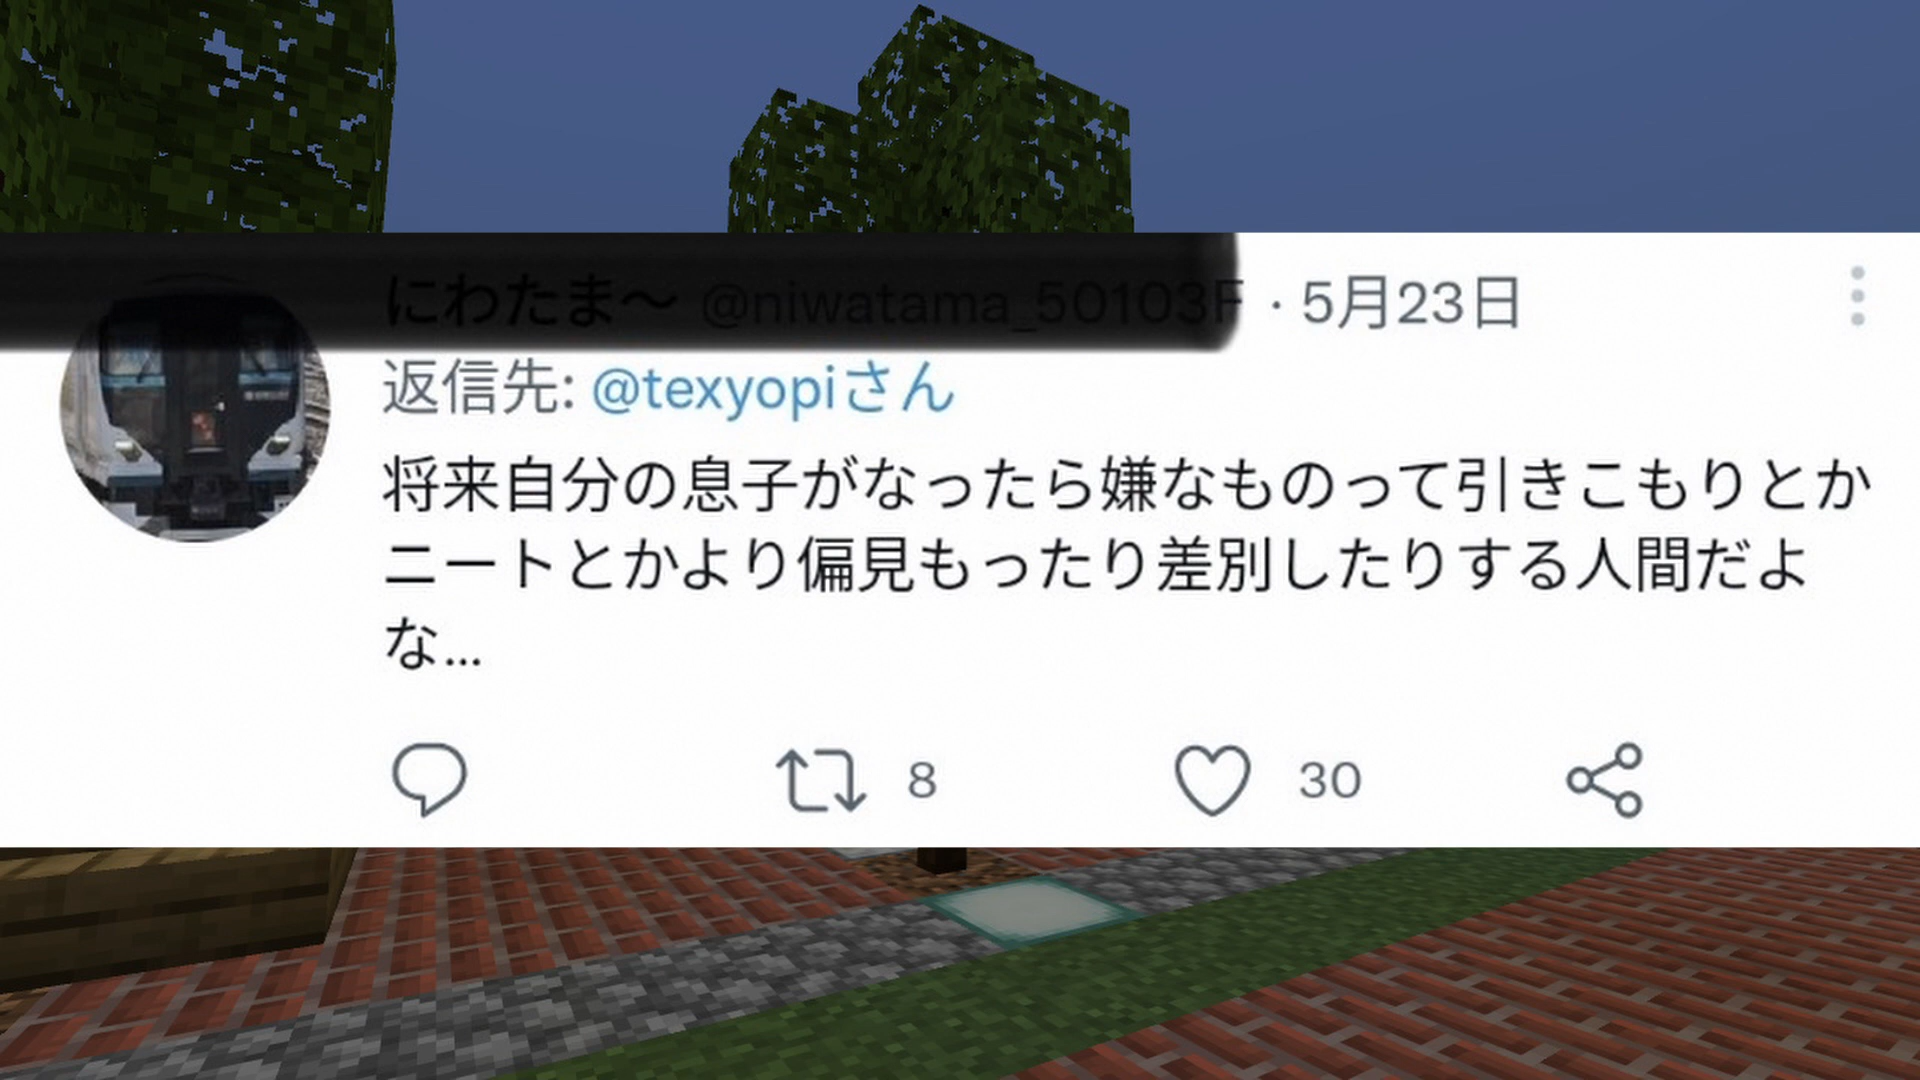 にわたま〜 @niwatama_50103F · 5月23日
返信先: @texyopiさん
将来自分の息子がなったら嫌なものって引きこもりとか
ニートとかより偏見もったり差別したりする人間だよ
な...
8 30